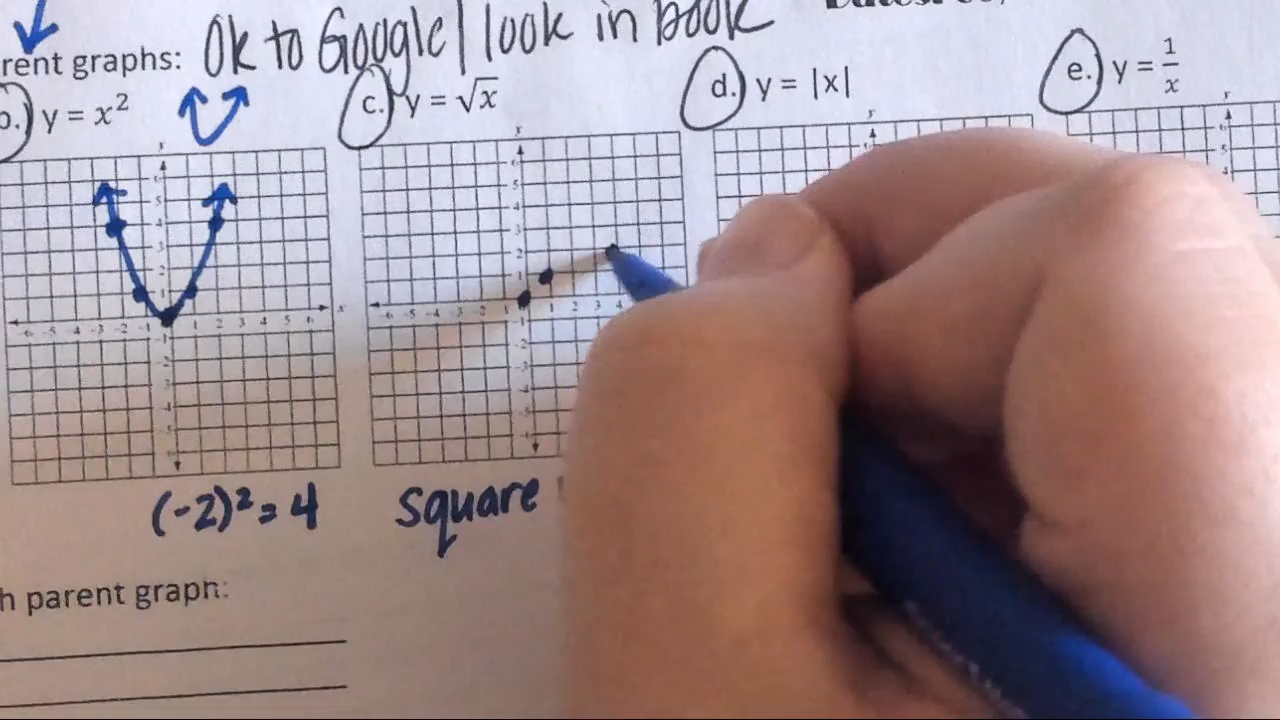 rent graphs: Ok to Google/look in book
b.) y = x²
c.) y = √x
d.) y = |x|
e.) y = 1/x
(-2)² = 4
square
h parent graph: